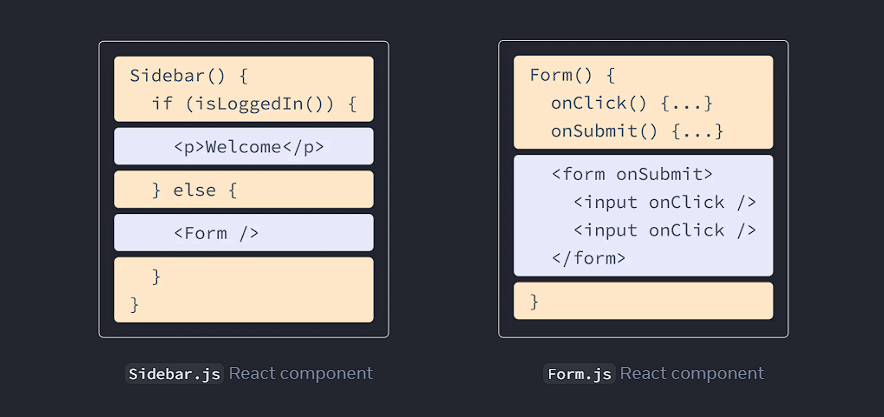 Sidebar() {
if (isLoggedIn()) {
<p>Welcome</p>
} else {
<Form />
}
}
Sidebar.js React component
Form() {
onClick() {...}
onSubmit() {...}
<form onSubmit>
<input onClick />
<input onClick />
</form>
}
Form.js React component